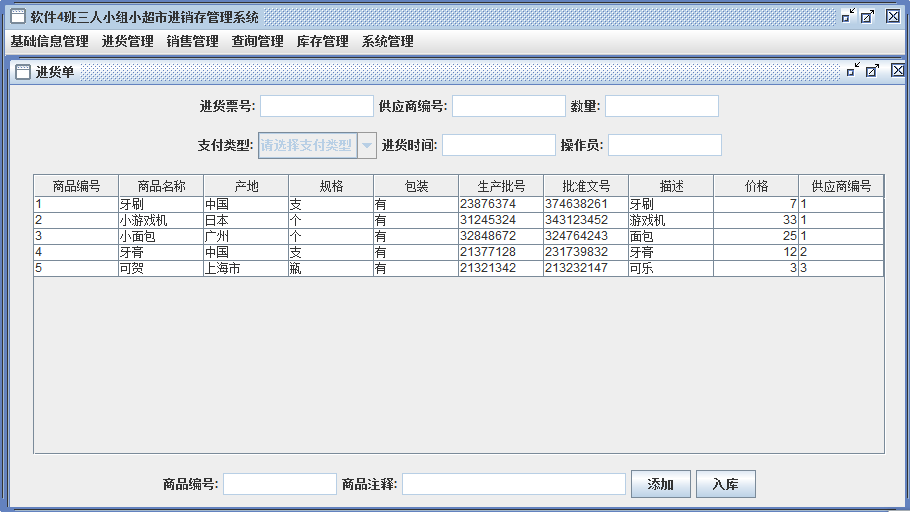 软件4班三人小组小超市进销存管理系统
基础信息管理 进货管理 销售管理 查询管理 库存管理 系统管理
进货单
进货票号: 供应商编号: 数量:
支付类型: 请选择支付类型 进货时间: 操作员:
商品编号 商品名称 产地 规格 包装 生产批号 批准文号 描述 价格 供应商编号
1 牙刷 中国 支 有 23876374 374638261 牙刷 7 1
2 小游戏机 日本 个 有 31245324 343123452 游戏机 33 1
3 小面包 广州 个 有 32848672 324764243 面包 25 1
4 牙膏 中国 支 有 21377128 231739832 牙膏 12 2
5 可贺 上海市 瓶 有 21321342 213232147 可乐 3 3
商品编号: 商品注释: 添加 入库